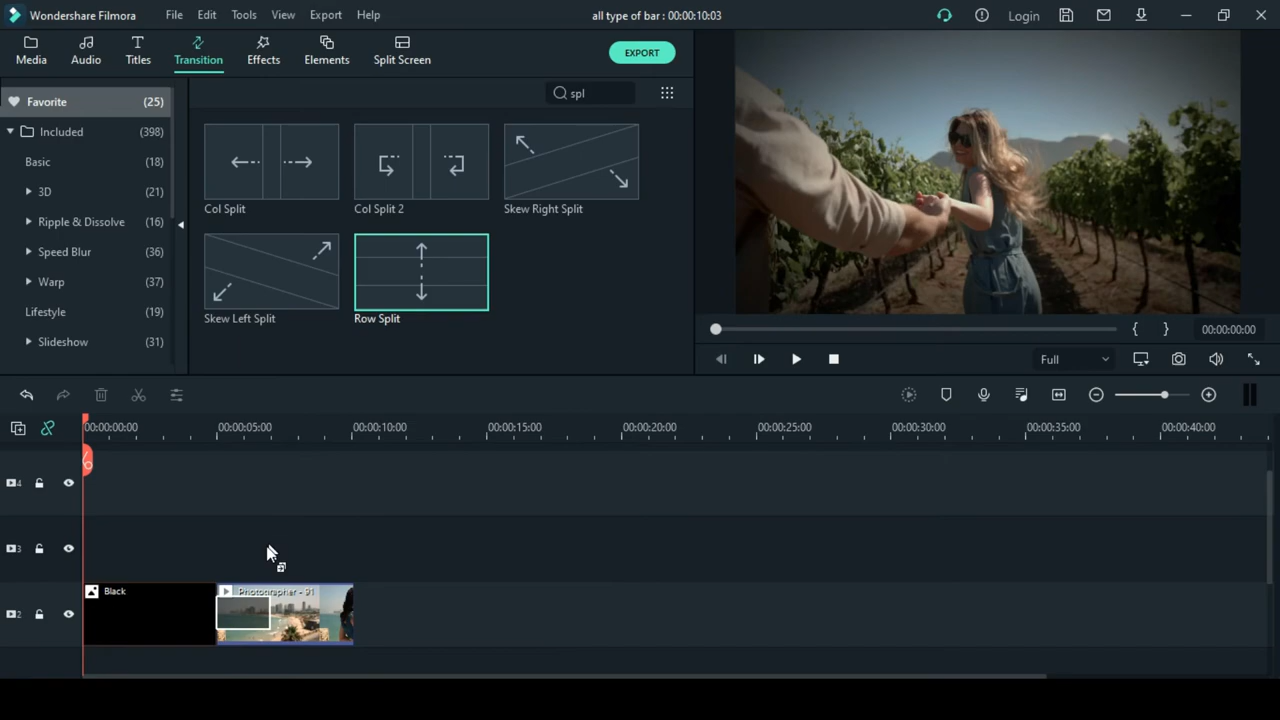 Wondershare Filmora File Edit Tools View Export Help all type of bar : 00:00:10:03 Login
Media Audio Titles Transition Effects Elements Split Screen EXPORT
spl
Favorite (25)
Included (398)
Basic (18)
3D (21)
Ripple & Dissolve (16)
Speed Blur (36)
Warp (37)
Lifestyle (19)
Slideshow (31)
Col Split Col Split 2 Skew Right Split
Skew Left Split Row Split
{ } 00:00:00:00
Full
00:00:00:00 00:00:05:00 00:00:10:00 00:00:15:00 00:00:20:00 00:00:25:00 00:00:30:00 00:00:35:00 00:00:40:00
4
3
2
Black Photographer - 91